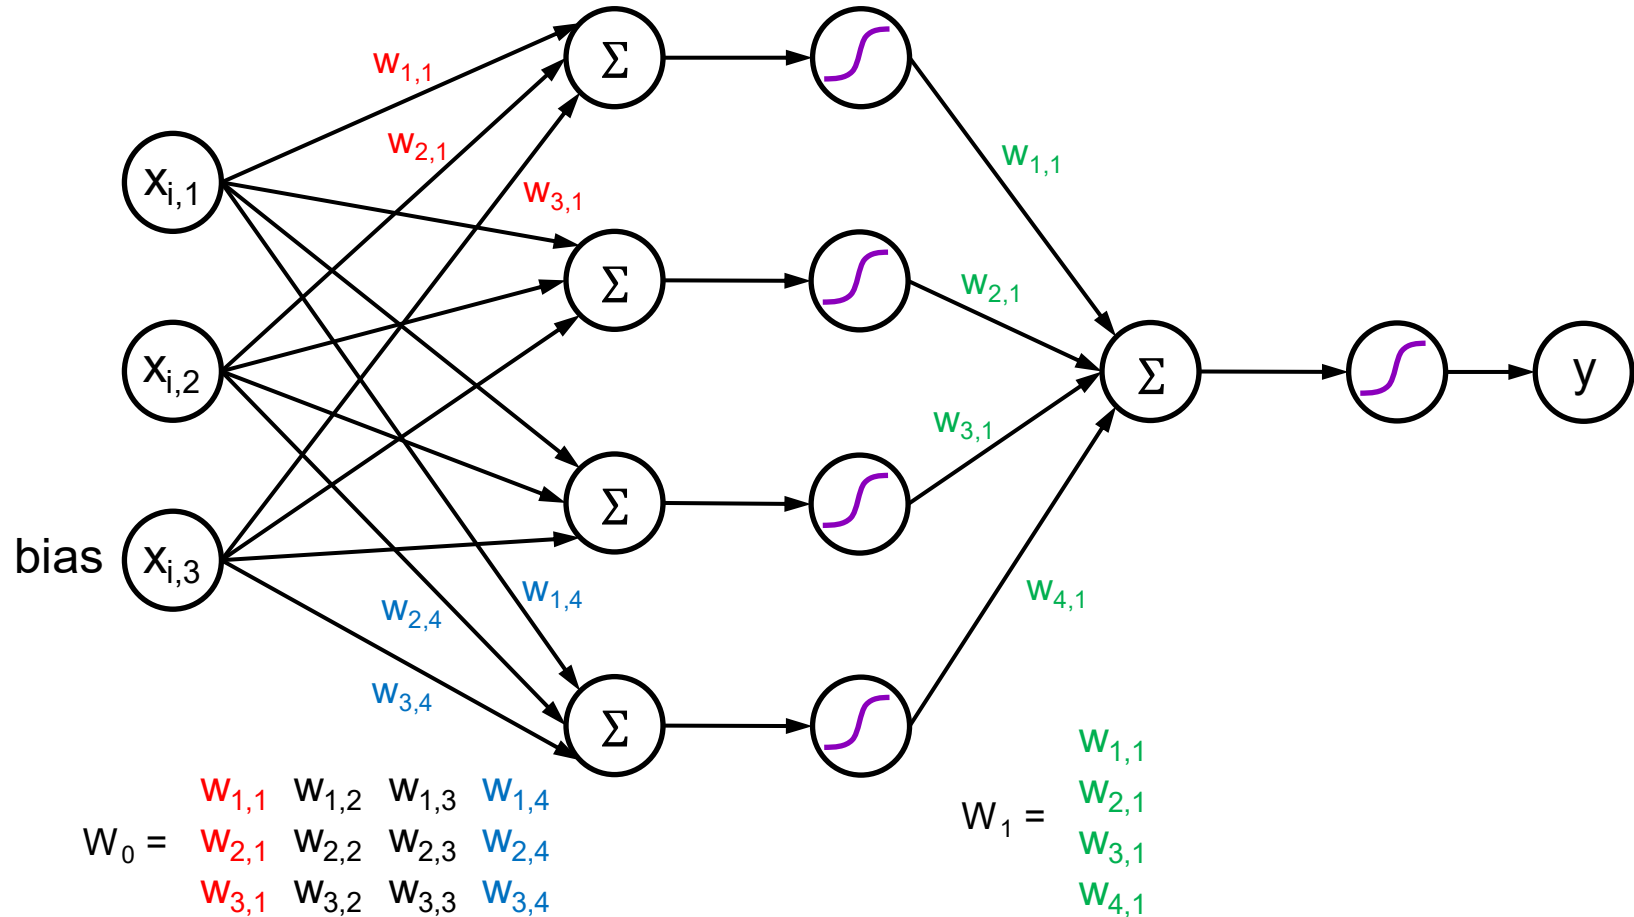 w1,1
Σ
w2,1
w1,1
xi,1
w3,1
w2,1
Σ
xi,2
Σ
y
w3,1
Σ
bias
xi,3
w1,4
w2,4
w4,1
w3,4
Σ
W0 =
w1,1 w1,2 w1,3 w1,4
w2,1 w2,2 w2,3 w2,4
w3,1 w3,2 w3,3 w3,4
W1 =
w1,1
w2,1
w3,1
w4,1